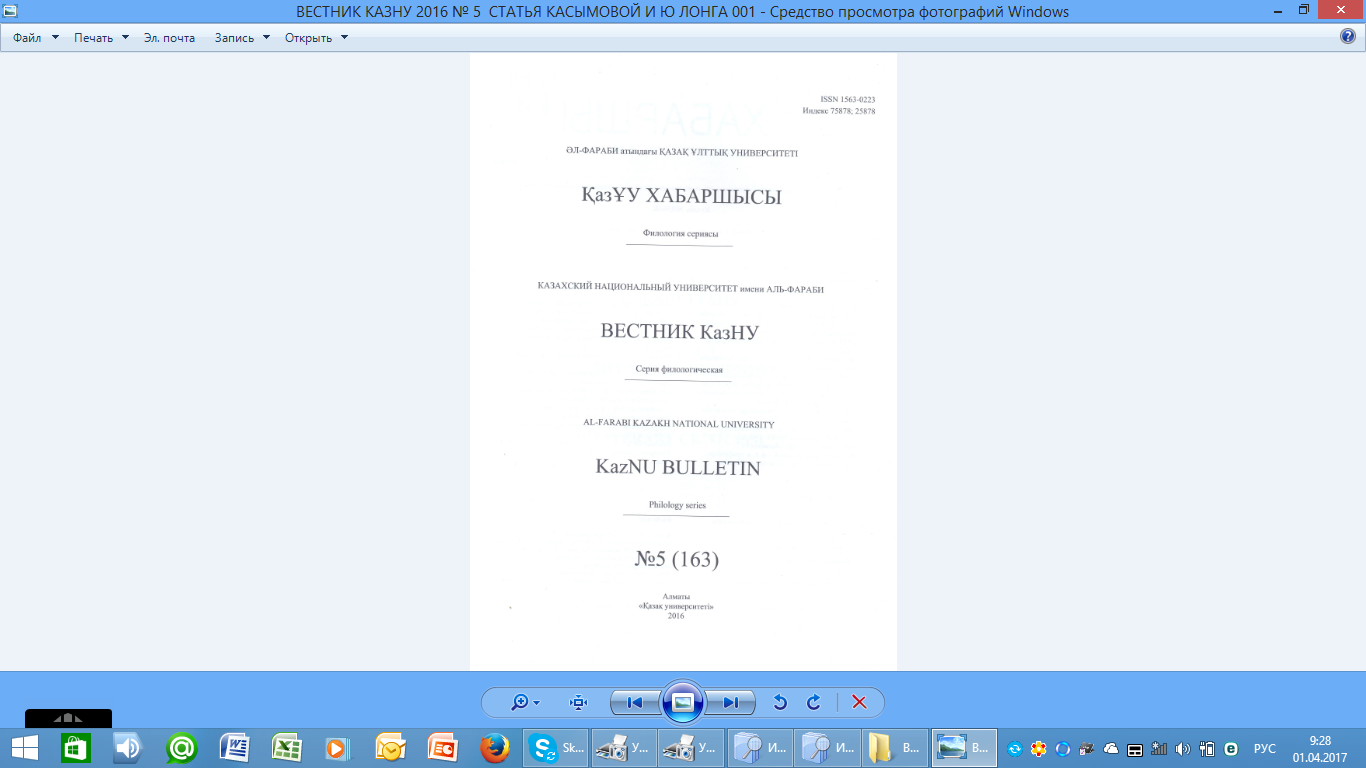 ВЕСТНИК КАЗНУ 2016 № 5 СТАТЬЯ КАСЫМОВОЙ И Ю ЛОНГА 001 - Средство просмотра фотографий Windows
Файл Печать Эл. почта Запись Открыть
ISSN 1563-0223
Индекс 75878; 25878
ӘЛ-ФАРАБИ атындағы ҚАЗАҚ ҰЛТТЫҚ УНИВЕРСИТЕТІ
ҚазҰУ ХАБАРШЫСЫ
Филология сериясы
КАЗАХСКИЙ НАЦИОНАЛЬНЫЙ УНИВЕРСИТЕТ имени АЛЬ-ФАРАБИ
ВЕСТНИК КазНУ
Серия филологическая
AL-FARABI KAZAKH NATIONAL UNIVERSITY
KazNU BULLETIN
Philology series
№5 (163)
Алматы
«Қазақ университеті»
2016
Sk... У... У... И... И... В... В... РУС 9:28
01.04.2017